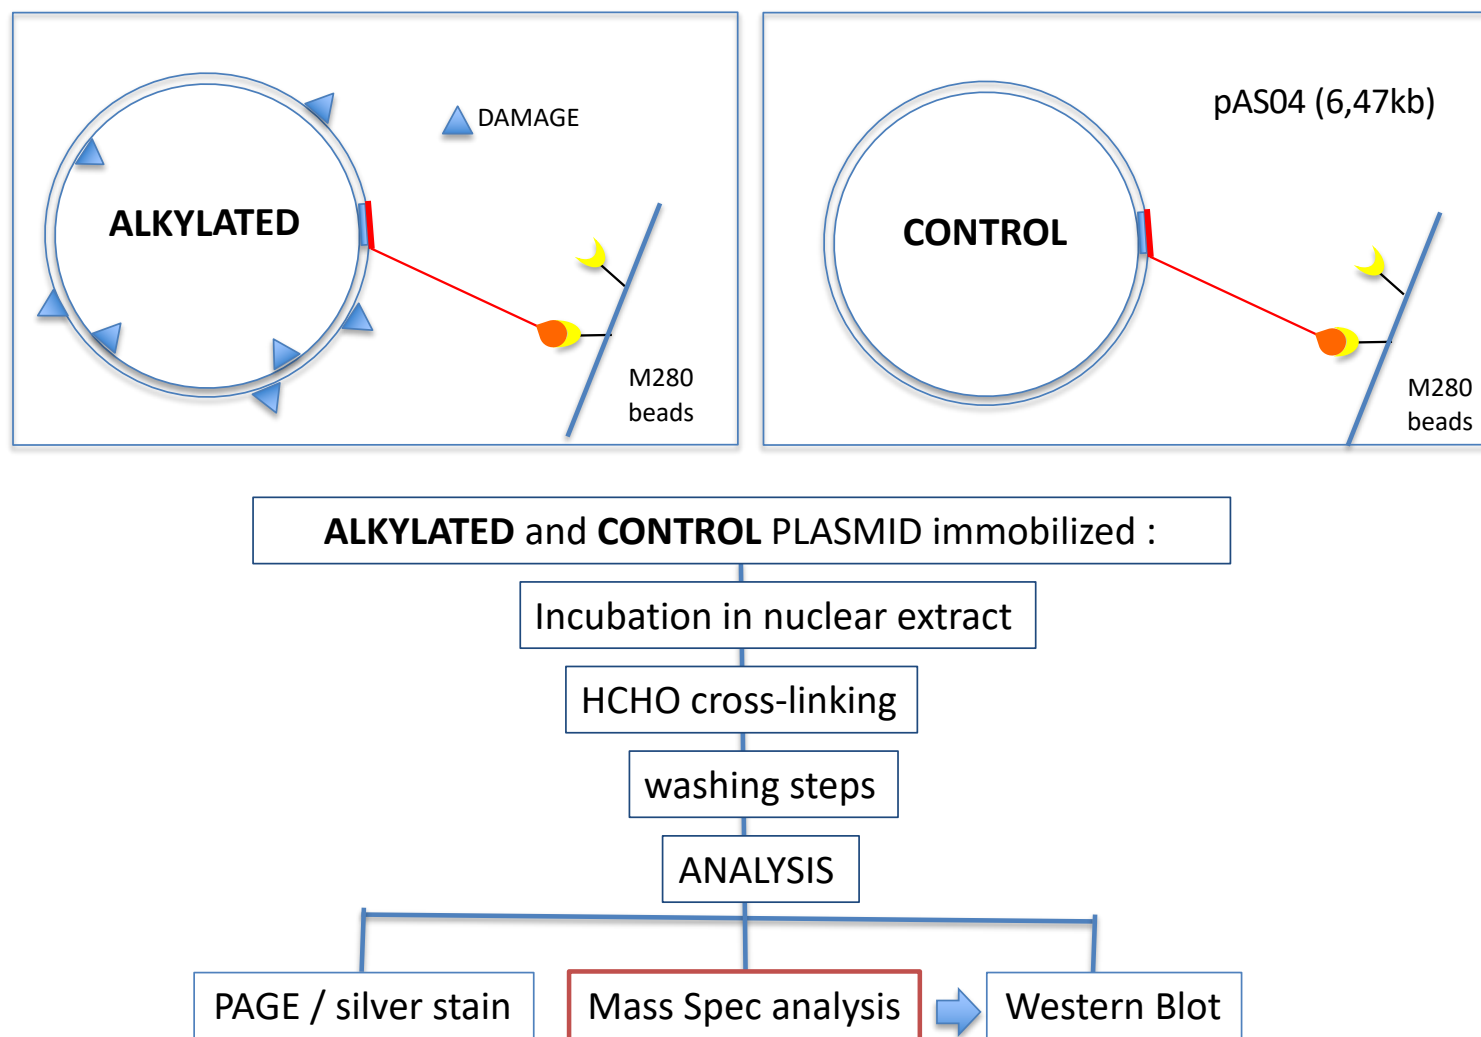 DAMAGE
ALKYLATED
M280
beads
pAS04 (6,47kb)
CONTROL
M280
beads
ALKYLATED and CONTROL PLASMID immobilized :
Incubation in nuclear extract
HCHO cross-linking
washing steps
ANALYSIS
PAGE / silver stain
Mass Spec analysis
Western Blot